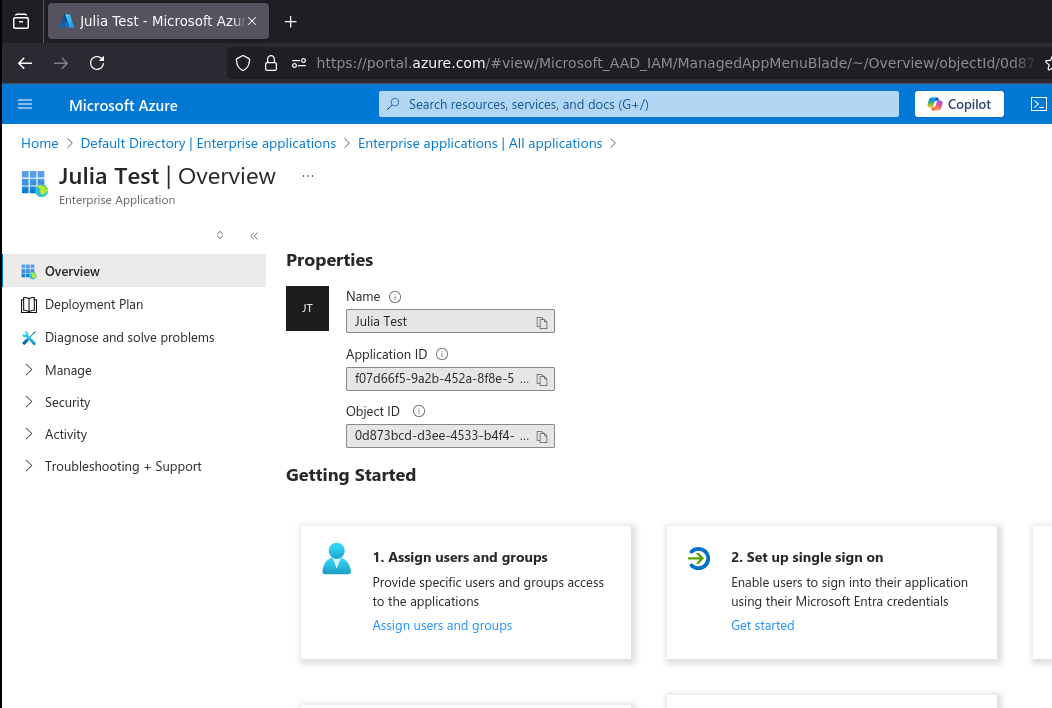 Julia Test - Microsoft Azu
https://portal.azure.com/#view/Microsoft_AAD_IAM/ManagedAppMenuBlade/~/Overview/objectId/0d87
Microsoft Azure
Search resources, services, and docs (G+/)
Copilot
Home > Default Directory | Enterprise applications > Enterprise applications | All applications >
Julia Test | Overview ...
Enterprise Application
Overview
Deployment Plan
Diagnose and solve problems
Manage
Security
Activity
Troubleshooting + Support
Properties
JT
Name
Julia Test
Application ID
f07d66f5-9a2b-452a-8f8e-5 ...
Object ID
0d873bcd-d3ee-4533-b4f4- ...
Getting Started
1. Assign users and groups
Provide specific users and groups access
to the applications
Assign users and groups
2. Set up single sign on
Enable users to sign into their application
using their Microsoft Entra credentials
Get started